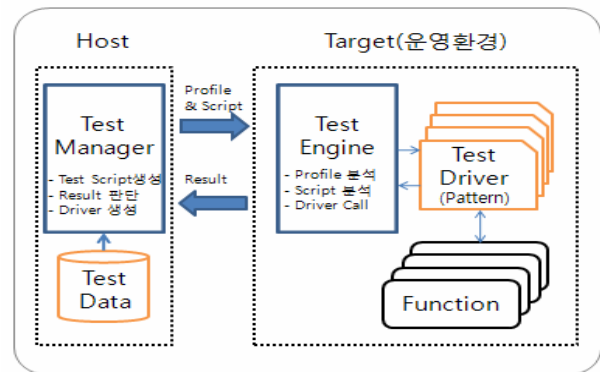 Host
Target(운영환경)
Test
Manager
- Test Script생성
- Result 판단
- Driver 생성
Test
Data
Profile
& Script
Result
Test
Engine
- Profile 분석
- Script 분석
- Driver Call
Test
Driver
(Pattern)
Function